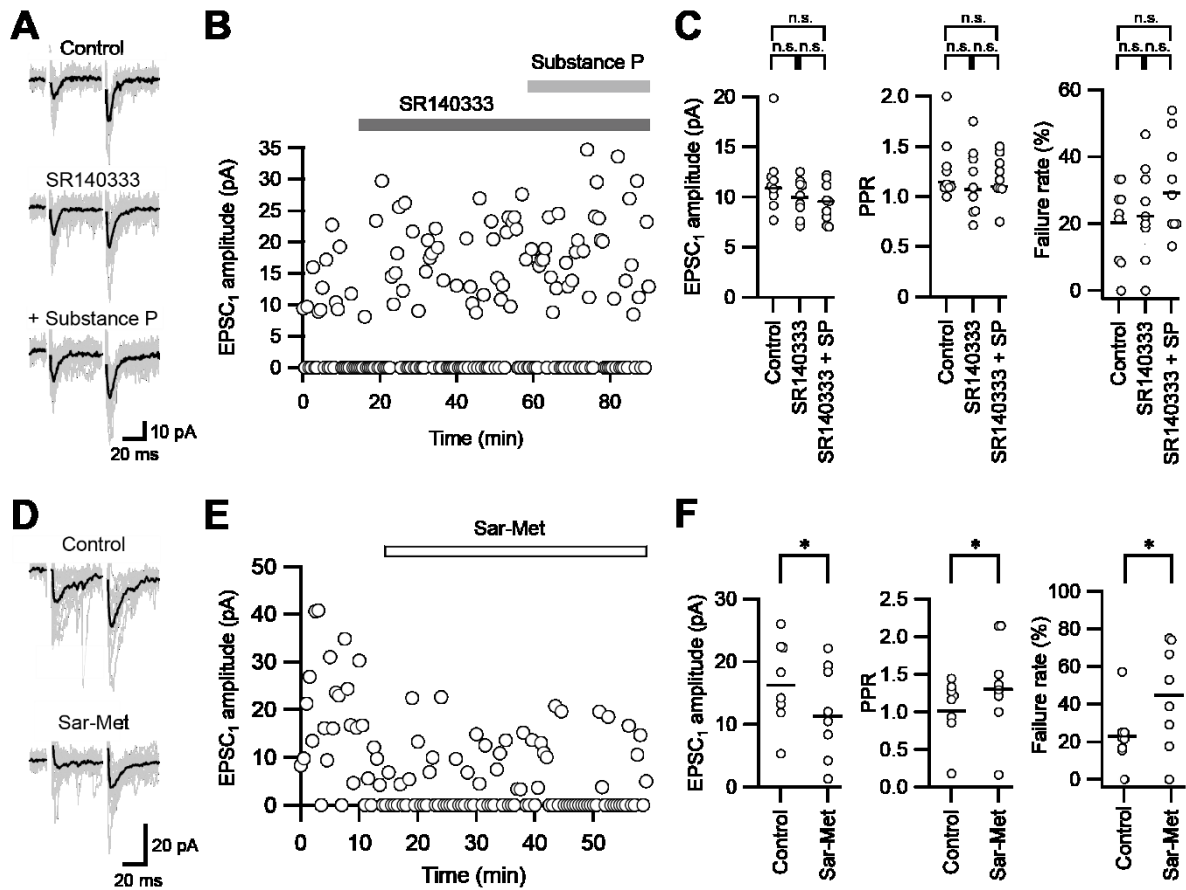 A
Control
SR140333
+ Substance P
10 pA
20 ms
B
Substance P
SR140333
EPSC1 amplitude (pA)
35
30
25
20
15
10
5
0
0
20
40
60
80
Time (min)
C
n.s.
n.s. n.s.
EPSC1 amplitude (pA)
20
15
10
5
0
Control
SR140333
SR140333 + SP
n.s.
n.s. n.s.
PPR
2.0
1.5
1.0
0.5
0.0
Control
SR140333
SR140333 + SP
n.s.
n.s. n.s.
Failure rate (%)
60
40
20
0
Control
SR140333
SR140333 + SP
D
Control
Sar-Met
20 pA
20 ms
E
Sar-Met
EPSC1 amplitude (pA)
50
40
30
20
10
0
0
10
20
30
40
50
Time (min)
F
*
EPSC1 amplitude (pA)
30
20
10
0
Control
Sar-Met
*
PPR
2.5
2.0
1.5
1.0
0.5
0.0
Control
Sar-Met
*
Failure rate (%)
100
80
60
40
20
0
Control
Sar-Met